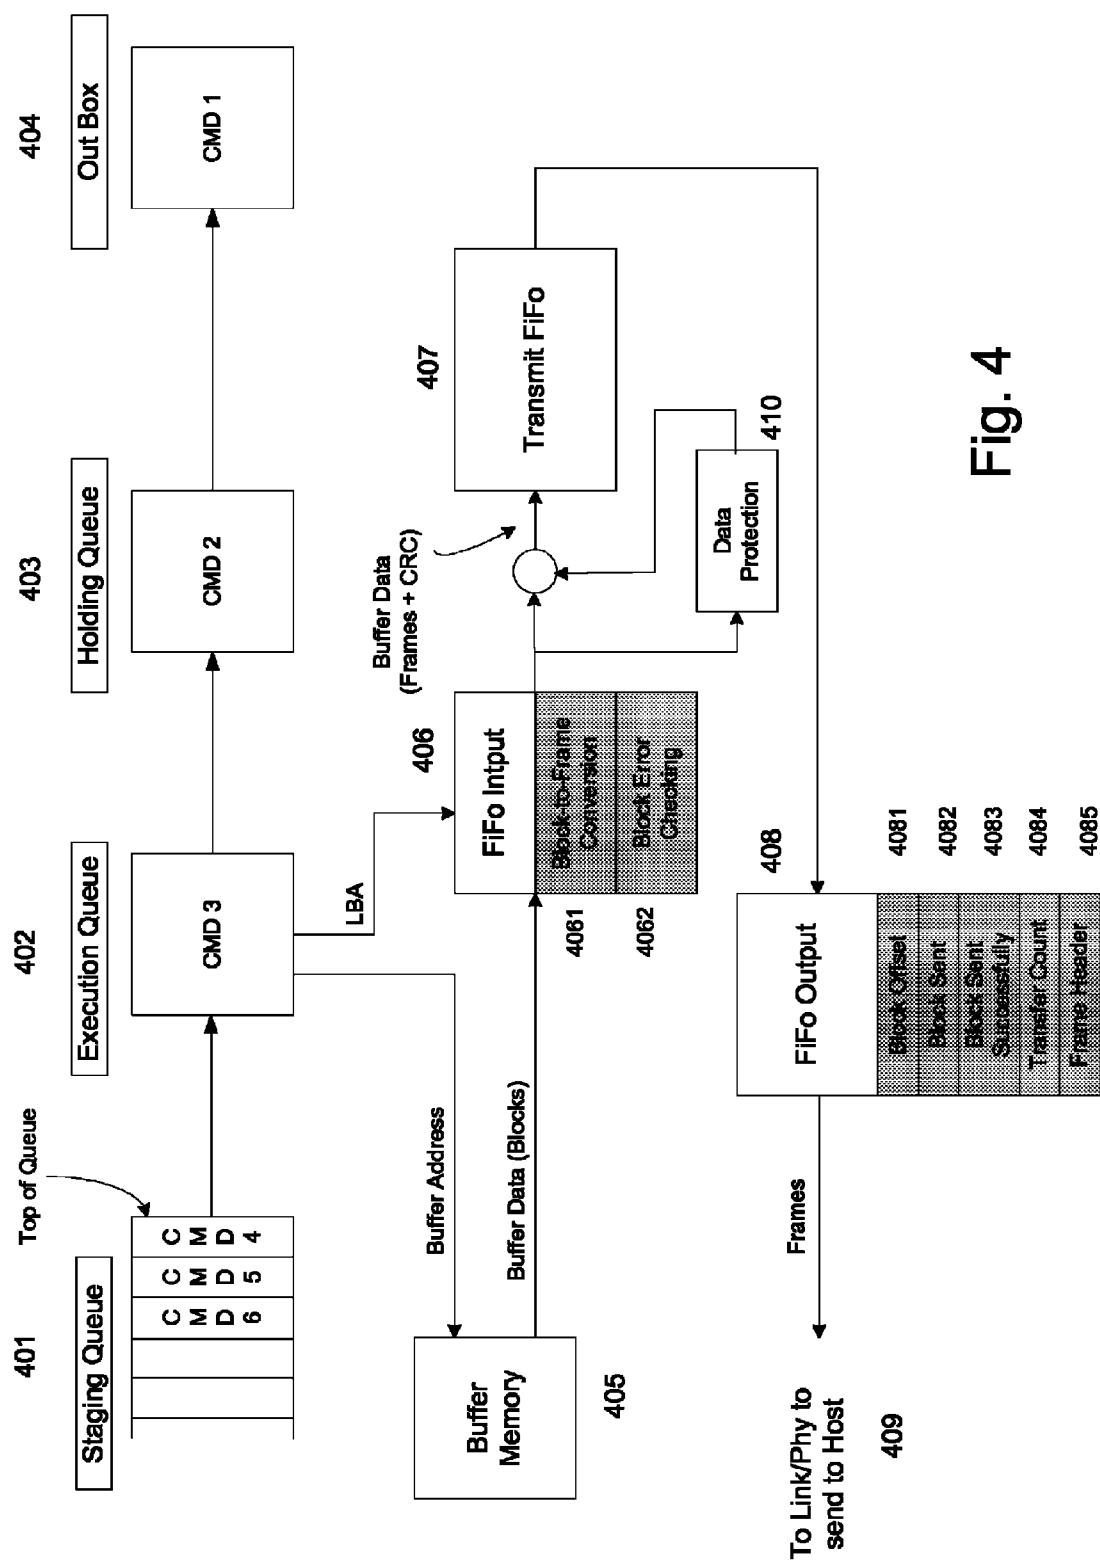 401
402
403
404
Staging Queue
Execution Queue
Holding Queue
Out Box
Top of Queue
C M D 6
C M D 5
C M D 4
CMD 3
CMD 2
CMD 1
Buffer Address
LBA
Buffer Data
(Frames + CRC)
406
407
Buffer
Memory
405
Buffer Data (Blocks)
FiFo Intput
Block-to-Frame
Conversion
Block Error
Checking
4061
4062
Transmit FiFo
Data
Protection
410
408
Frames
FiFo Output
Block Offset
Block Sent
Block Sent
Successfully
Transfer Count
Frame Header
4081
4082
4083
4084
4085
To Link/Phy to
send to Host
409
Fig. 4